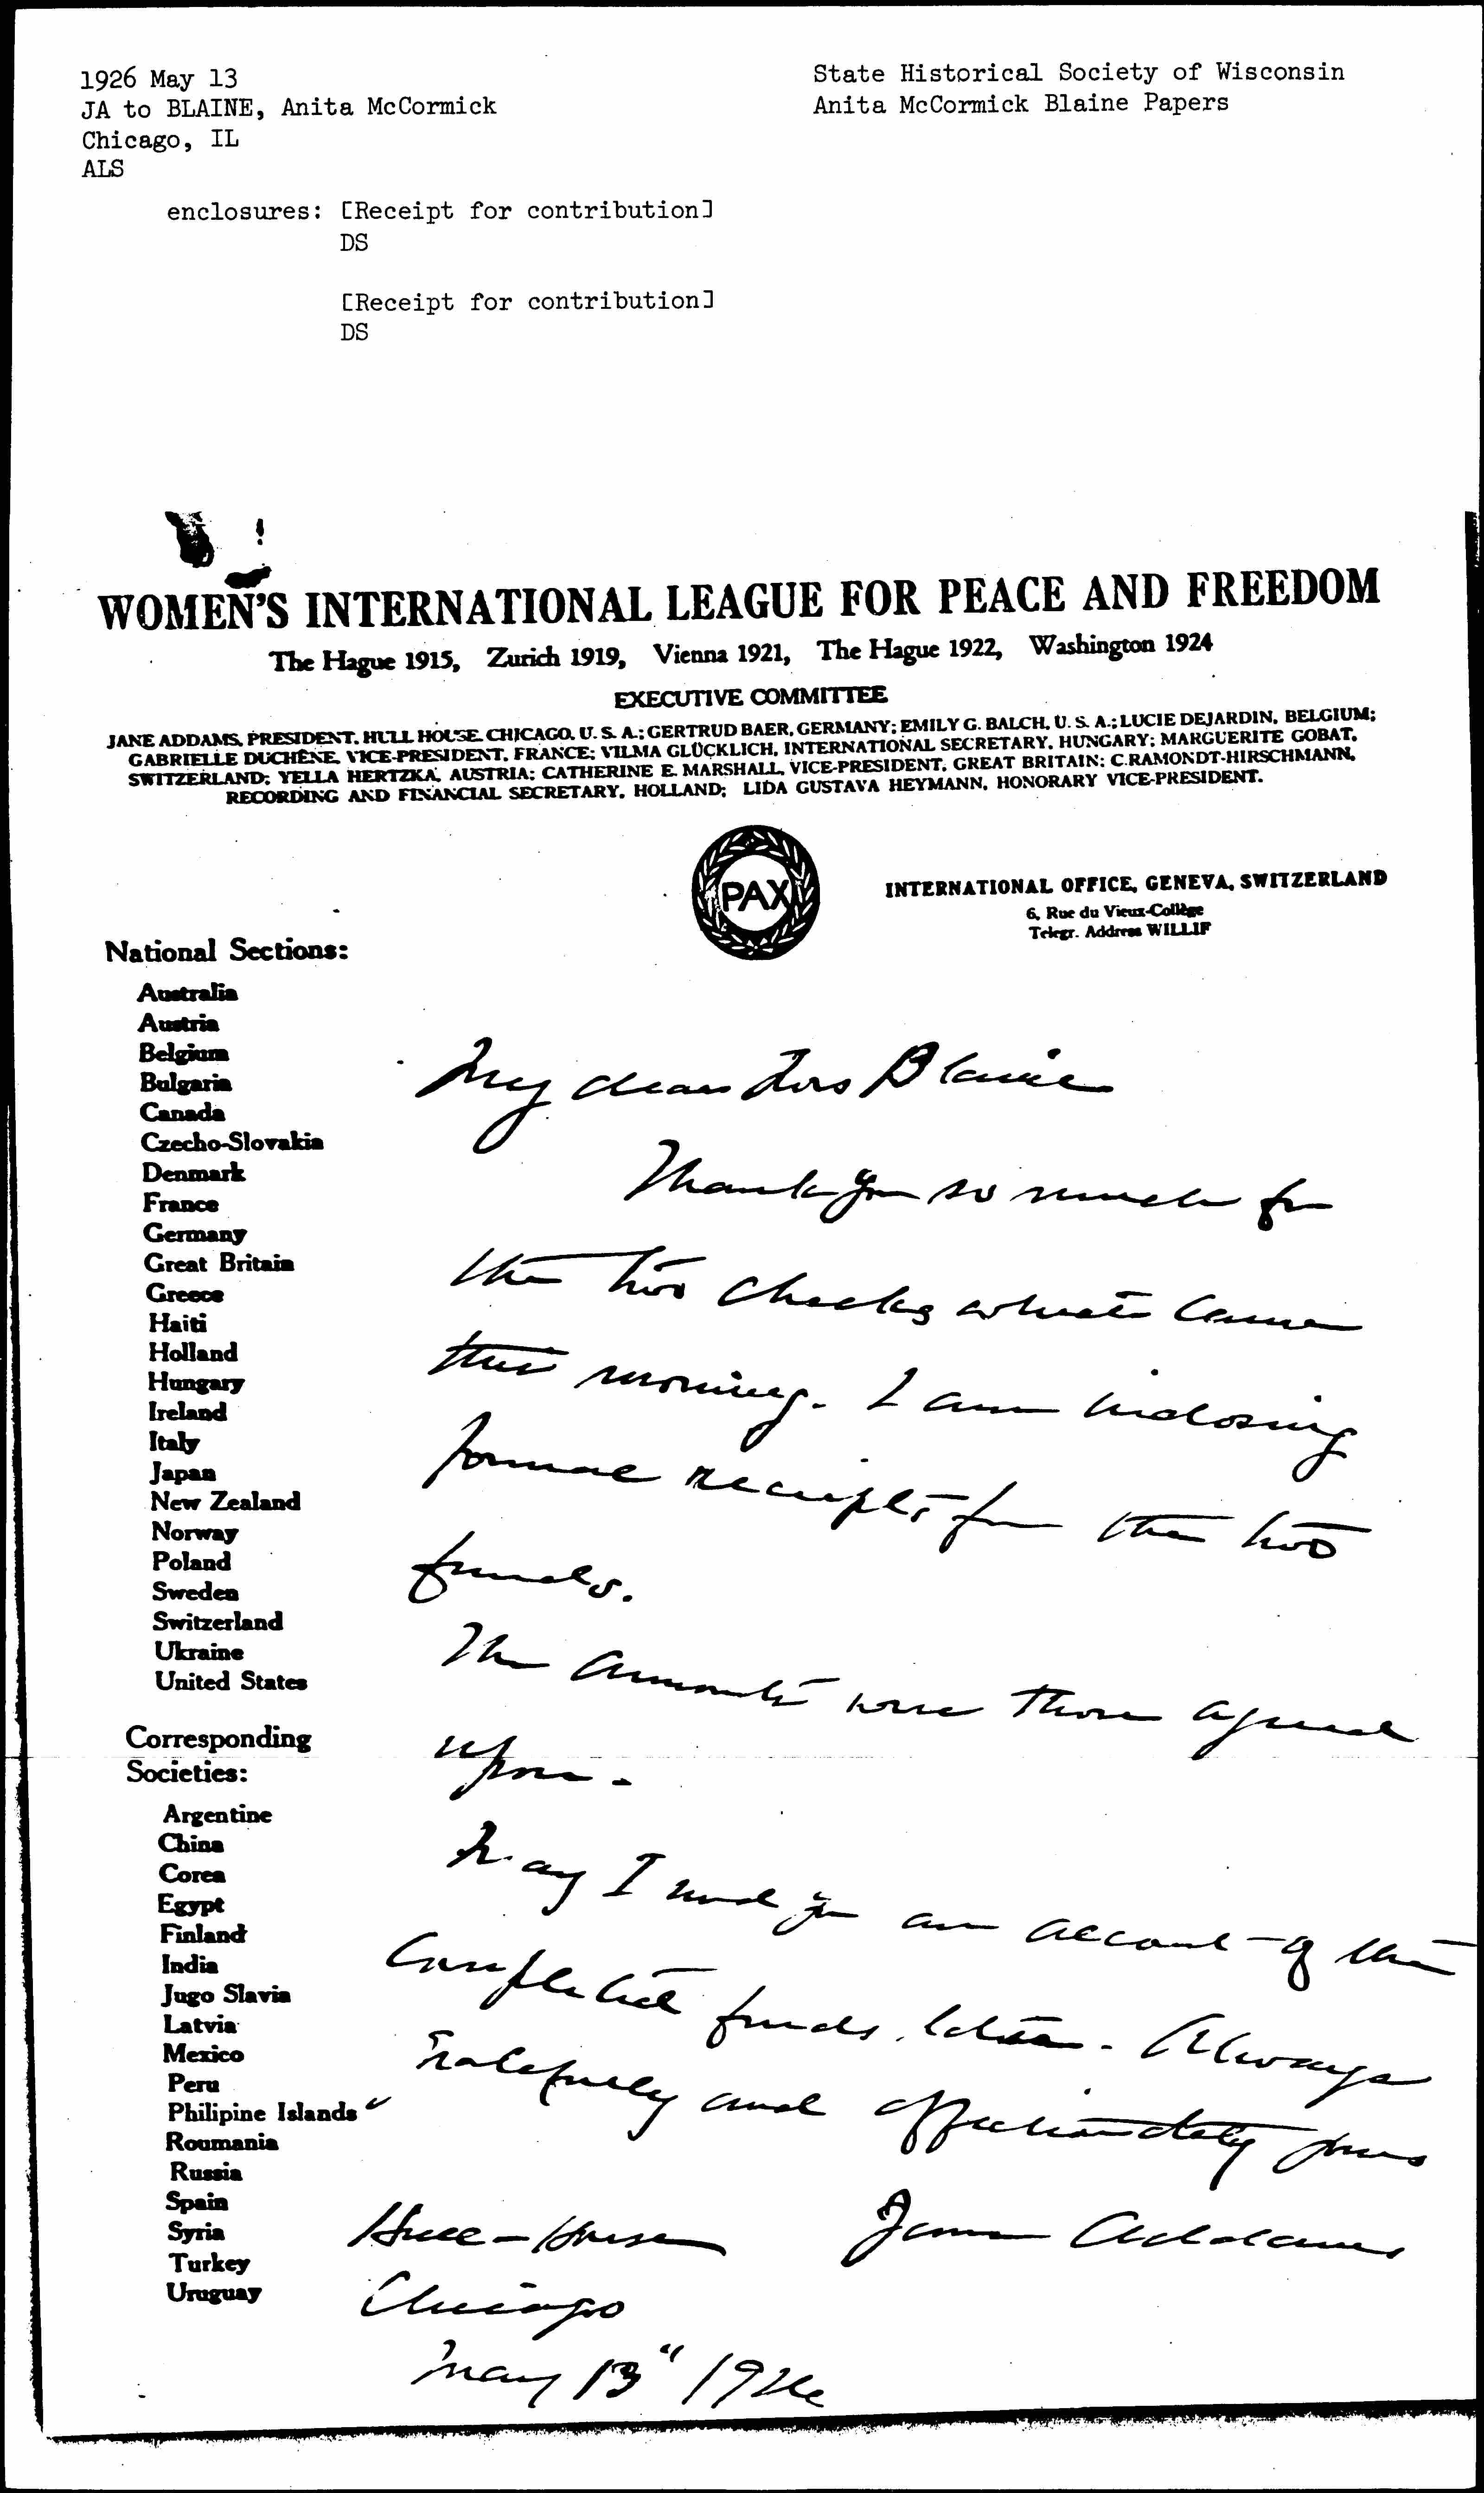 1926 May 13
JA to BLAINE, Anita McCormick
Chicago, IL
ALS
State Historical Society of Wisconsin
Anita McCormick Blaine Papers
enclosures: [Receipt for contribution]
DS
[Receipt for contribution]
DS
WOMEN'S INTERNATIONAL LEAGUE FOR PEACE AND FREEDOM
The Hague 1915, Zurich 1919, Vienna 1921, The Hague 1922, Washington 1924
EXECUTIVE COMMITTEE
JANE ADDAMS, PRESIDENT, HULL HOUSE, CHICAGO, U. S. A.; GERTRUD BAER, GERMANY; EMILY G. BALCH, U. S. A.; LUCIE DEJARDIN, BELGIUM;
GABRIELLE DUCHÊNE, VICE-PRESIDENT, FRANCE; VILMA GLÜCKLICH, INTERNATIONAL SECRETARY, HUNGARY; MARGUERITE GOBAT,
SWITZERLAND; YELLA HERTZKA, AUSTRIA; CATHERINE E. MARSHALL, VICE-PRESIDENT, GREAT BRITAIN; C.RAMONDT-HIRSCHMANN,
RECORDING AND FINANCIAL SECRETARY, HOLLAND; LIDA GUSTAVA HEYMANN, HONORARY VICE-PRESIDENT.
PAX
INTERNATIONAL OFFICE, GENEVA, SWITZERLAND
6, Rue du Vieux-Collège
Telegr. Address WILLIF
National Sections:
Australia
Austria
Belgium
Bulgaria
Canada
Czecho-Slovakia
Denmark
France
Germany
Great Britain
Greece
Haiti
Holland
Hungary
Ireland
Italy
Japan
New Zealand
Norway
Poland
Sweden
Switzerland
Ukraine
United States
Corresponding
Societies:
Argentine
China
Corea
Egypt
Finland
India
Jugo Slavia
Latvia
Mexico
Peru
Philipine Islands
Roumania
Russia
Spain
Syria
Turkey
Uruguay
My dear Mrs Blaine
Thank you so much for
the two checks which came
this morning. I am inclosing
formal receipts for the two
funds.
The amounts were those agreed
upon.
May I send you an account of the
completed funds later. Always
gratefully and affectionately yours
Jane Addams
Hull-House
Chicago
May 13" 1926